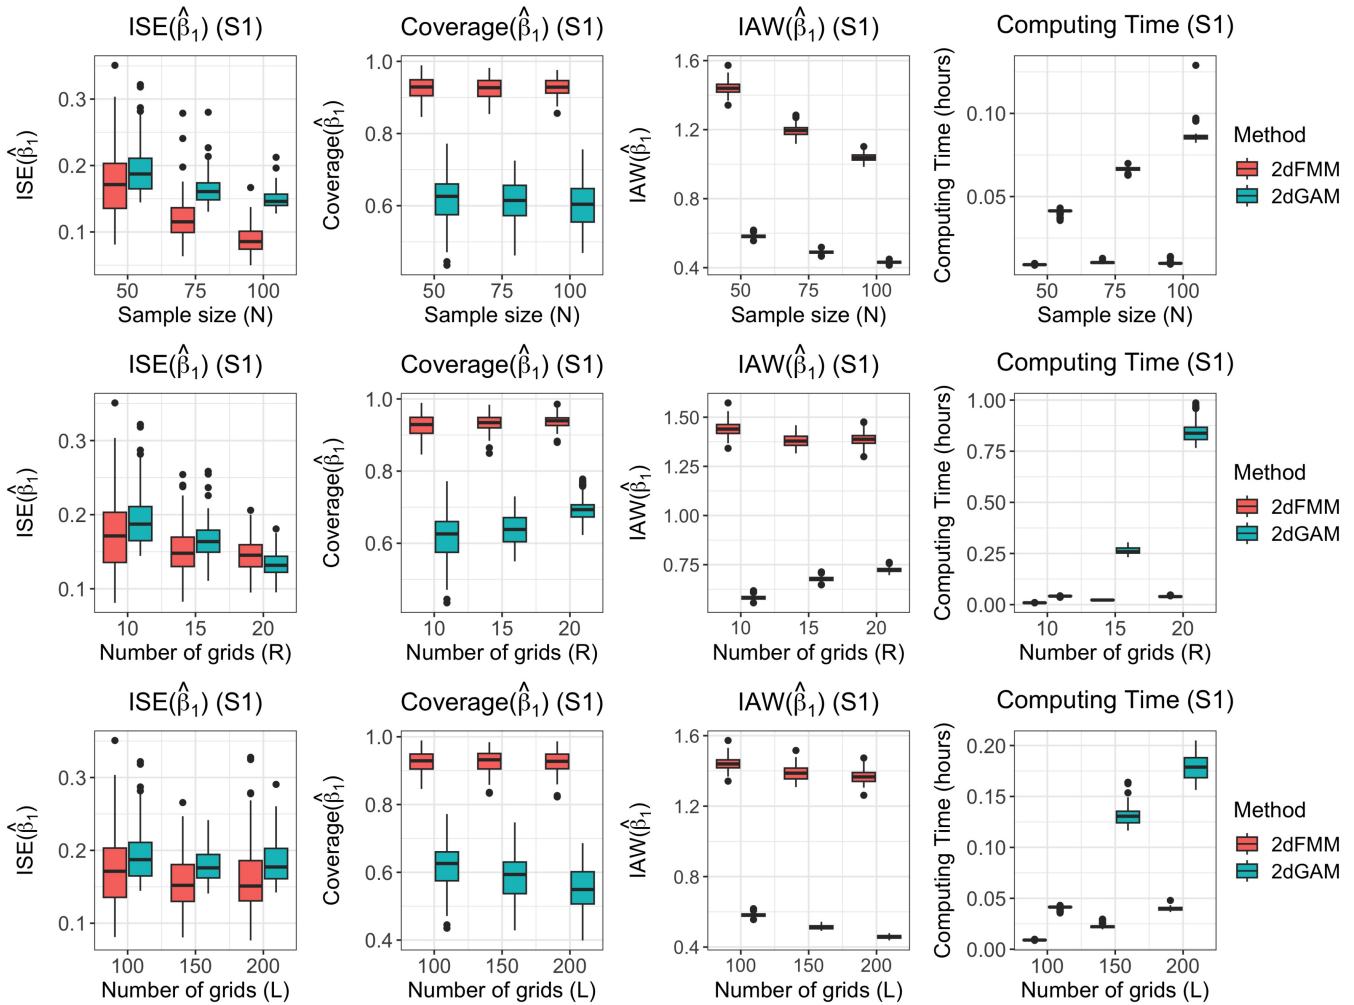 ISE(β̂₁) (S1)
Coverage(β̂₁) (S1)
IAW(β̂₁) (S1)
Computing Time (S1)
ISE(β̂₁)
0.3
0.2
0.1
50 75 100
Sample size (N)
Coverage(β̂₁)
1.0
0.8
0.6
50 75 100
Sample size (N)
IAW(β̂₁)
1.6
1.2
0.8
0.4
50 75 100
Sample size (N)
Computing Time (hours)
0.10
0.05
50 75 100
Sample size (N)
Method
2dFMM
2dGAM
ISE(β̂₁) (S1)
Coverage(β̂₁) (S1)
IAW(β̂₁) (S1)
Computing Time (S1)
ISE(β̂₁)
0.3
0.2
0.1
10 15 20
Number of grids (R)
Coverage(β̂₁)
1.0
0.8
0.6
10 15 20
Number of grids (R)
IAW(β̂₁)
1.50
1.25
1.00
0.75
10 15 20
Number of grids (R)
Computing Time (hours)
1.00
0.75
0.50
0.25
0.00
10 15 20
Number of grids (R)
Method
2dFMM
2dGAM
ISE(β̂₁) (S1)
Coverage(β̂₁) (S1)
IAW(β̂₁) (S1)
Computing Time (S1)
ISE(β̂₁)
0.3
0.2
0.1
100 150 200
Number of grids (L)
Coverage(β̂₁)
1.0
0.8
0.6
0.4
100 150 200
Number of grids (L)
IAW(β̂₁)
1.6
1.2
0.8
0.4
100 150 200
Number of grids (L)
Computing Time (hours)
0.20
0.15
0.10
0.05
0.00
100 150 200
Number of grids (L)
Method
2dFMM
2dGAM